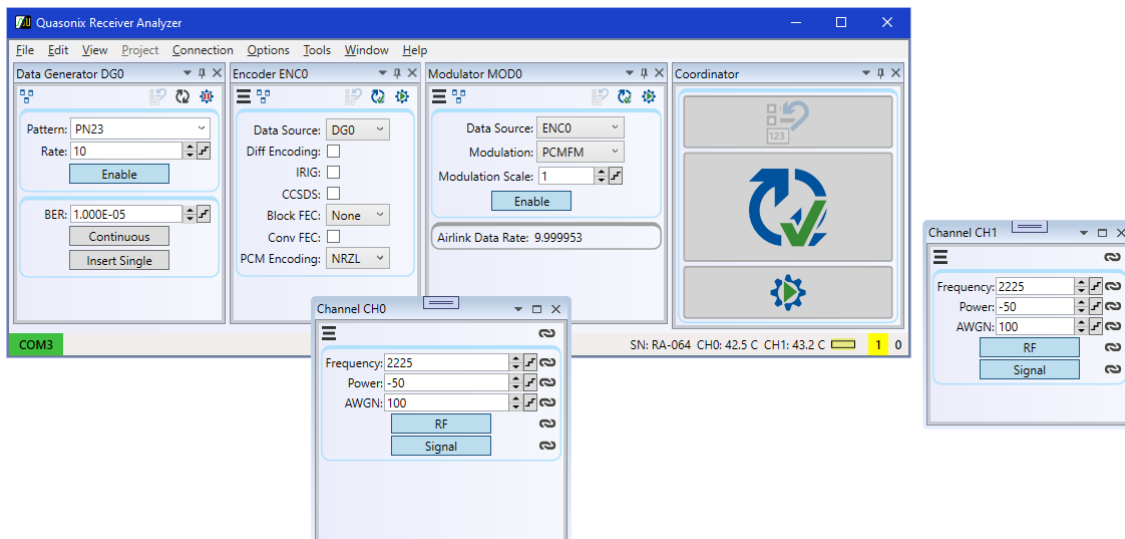 Quasonix Receiver Analyzer
File Edit View Project Connection Options Tools Window Help
Data Generator DG0
Pattern: PN23
Rate: 10
Enable
BER: 1.000E-05
Continuous
Insert Single
Encoder ENC0
Data Source: DG0
Diff Encoding:
IRIG:
CCSDS:
Block FEC: None
Conv FEC:
PCM Encoding: NRZL
Modulator MOD0
Data Source: ENC0
Modulation: PCMFM
Modulation Scale: 1
Enable
Airlink Data Rate: 9.999953
Coordinator
123
COM3
SN: RA-064 CH0: 42.5 C CH1: 43.2 C 1 0
Channel CH0
Frequency: 2225
Power: -50
AWGN: 100
RF
Signal
Channel CH1
Frequency: 2225
Power: -50
AWGN: 100
RF
Signal